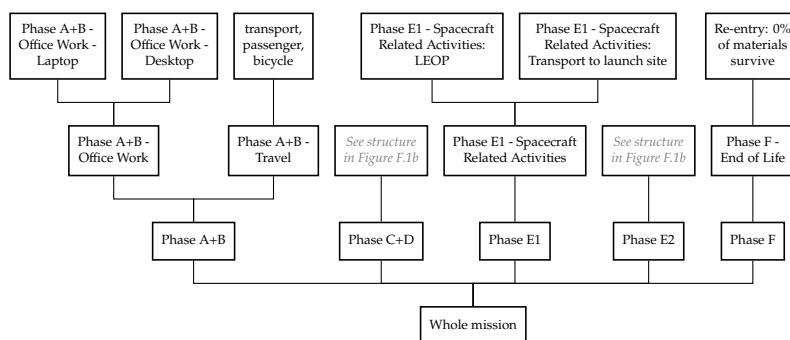 Phase A+B -
Office Work -
Laptop
Phase A+B -
Office Work -
Desktop
transport,
passenger,
bicycle
Phase E1 - Spacecraft
Related Activities:
LEOP
Phase E1 - Spacecraft
Related Activities:
Transport to launch site
Re-entry: 0%
of materials
survive
Phase A+B -
Office Work
Phase A+B -
Travel
See structure
in Figure F.1b
Phase E1 - Spacecraft
Related Activities
See structure
in Figure F.1b
Phase F -
End of Life
Phase A+B
Phase C+D
Phase E1
Phase E2
Phase F
Whole mission